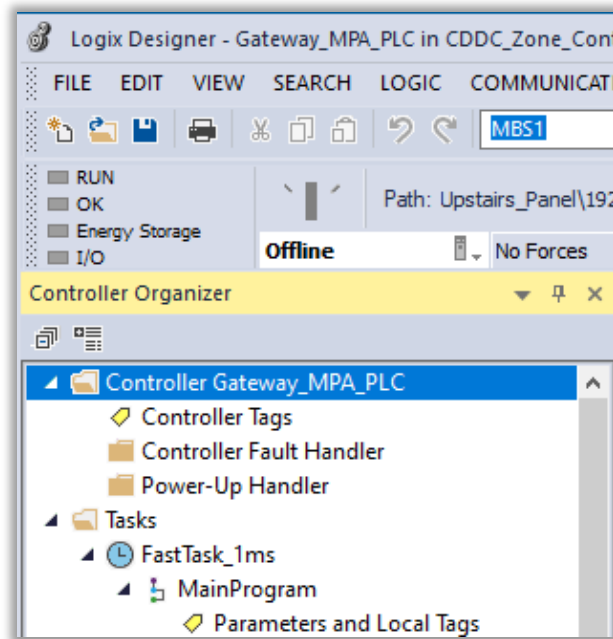 Logix Designer - Gateway_MPA_PLC in CDDC_Zone_Con
FILE EDIT VIEW SEARCH LOGIC COMMUNICAT
MBS1
RUN
OK
Energy Storage
I/O
Path: Upstairs_Panel\192
Offline
No Forces
Controller Organizer
Controller Gateway_MPA_PLC
Controller Tags
Controller Fault Handler
Power-Up Handler
Tasks
FastTask_1ms
MainProgram
Parameters and Local Tags